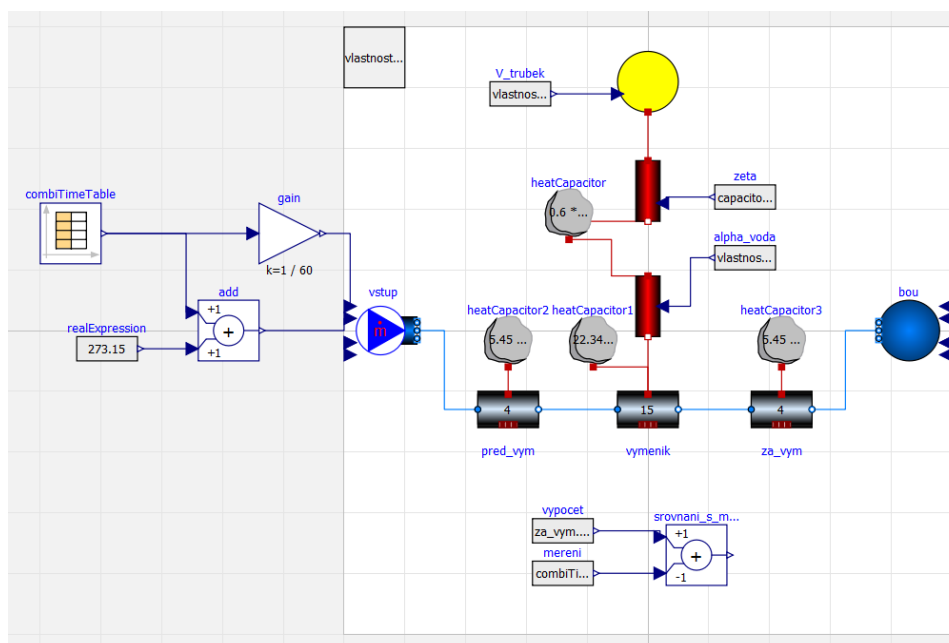 vlastnost...
V_trubek
vlastnos...
combiTimeTable
gain
k=1 / 60
heatCapacitor
0.6 *...
zeta
capacito...
alpha_voda
vlastnos...
add
+1
+
+1
realExpression
273.15
vstup
ṁ
heatCapacitor2
5.45 ...
heatCapacitor1
22.34...
heatCapacitor3
5.45 ...
bou
4
15
4
pred_vym
vymenik
za_vym
vypocet
za_vym....
srovnani_s_m...
+1
+
-1
mereni
combiTi...